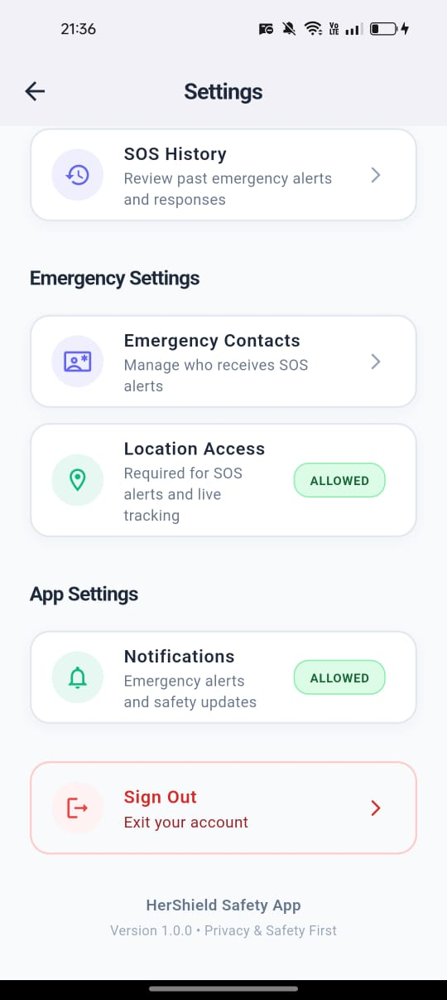 21:36
Vo
LTE
Settings
SOS History
Review past emergency alerts
and responses
Emergency Settings
Emergency Contacts
Manage who receives SOS
alerts
Location Access
Required for SOS
alerts and live
tracking
ALLOWED
App Settings
Notifications
Emergency alerts
and safety updates
ALLOWED
Sign Out
Exit your account
HerShield Safety App
Version 1.0.0 • Privacy & Safety First